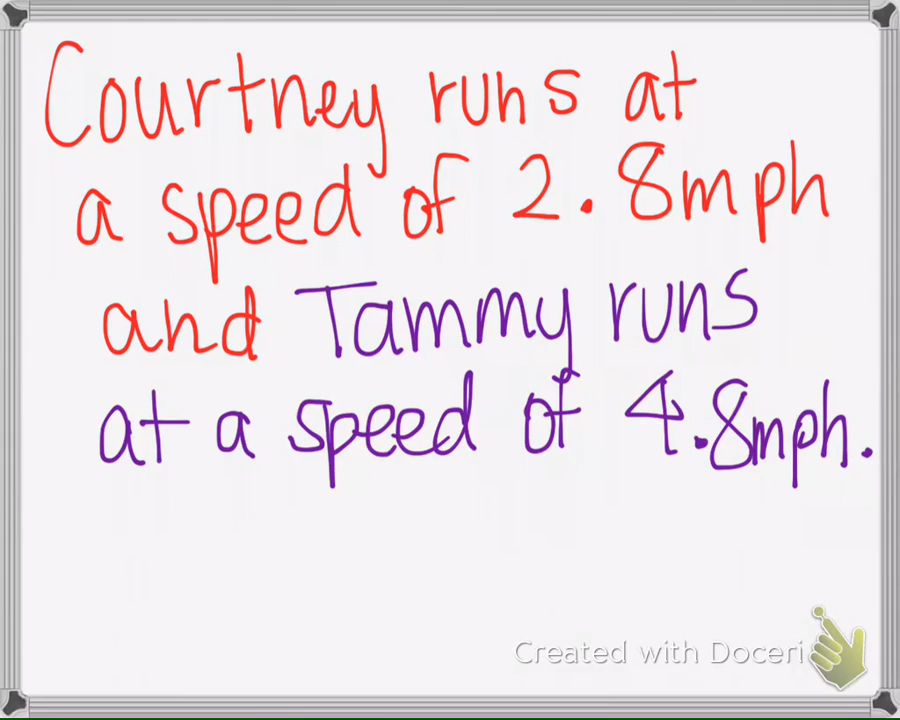 Courtney runs at
a speed of 2.8mph
and Tammy runs
at a speed of 4.8mph.
Created with Doceri